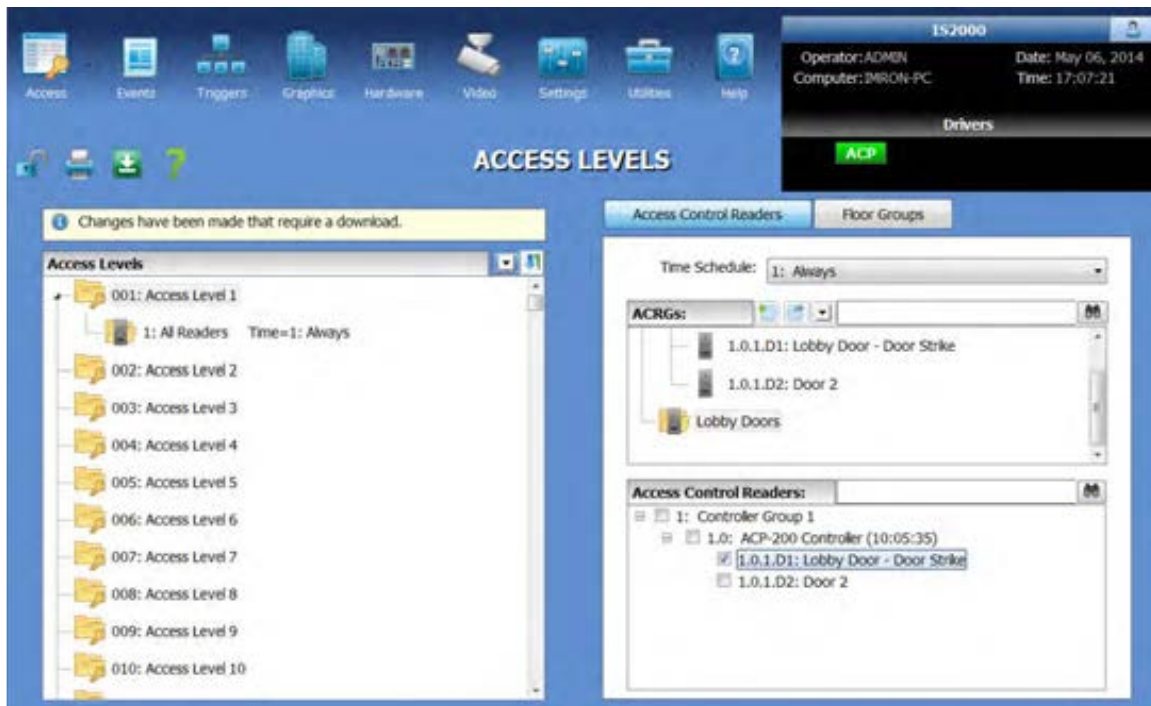 IS2000
Operator: ADMIN Date: May 06, 2014
Computer: IMRON-PC Time: 17:07:21
Drivers
ACP
Access Events Triggers Graphics Hardware Video Settings Utilities Help
ACCESS LEVELS
Changes have been made that require a download.
Access Levels
001: Access Level 1
1: All Readers Time=1: Always
002: Access Level 2
003: Access Level 3
004: Access Level 4
005: Access Level 5
006: Access Level 6
007: Access Level 7
008: Access Level 8
009: Access Level 9
010: Access Level 10
Access Control Readers Floor Groups
Time Schedule: 1: Always
ACRGs:
1.0.1.D1: Lobby Door - Door Strike
1.0.1.D2: Door 2
Lobby Doors
Access Control Readers:
1: Controller Group 1
1.0: ACP-200 Controller (10:05:35)
1.0.1.D1: Lobby Door - Door Strike
1.0.1.D2: Door 2